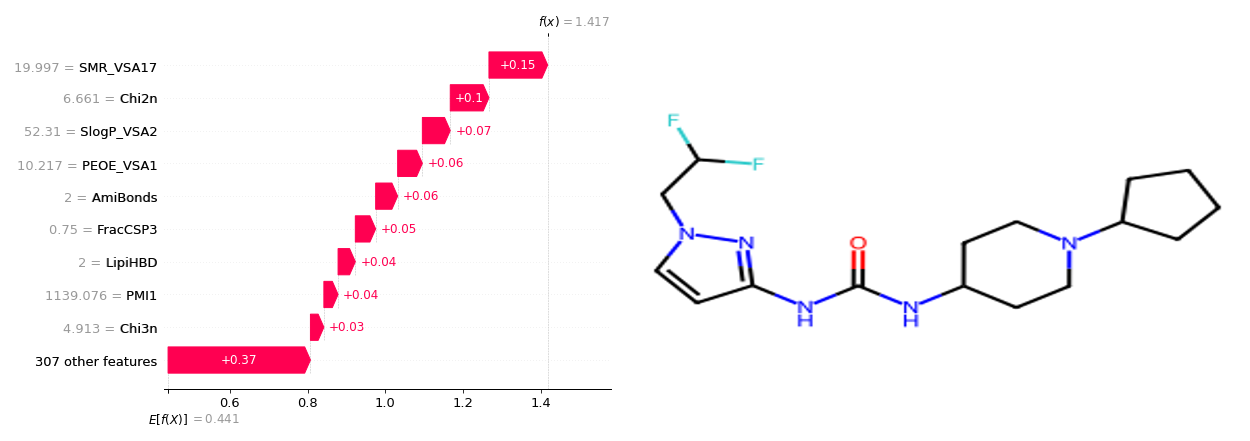 f(x) = 1.417
19.997 = SMR_VSA17
+0.15
6.661 = Chi2n
+0.1
52.31 = SlogP_VSA2
+0.07
10.217 = PEOE_VSA1
+0.06
2 = AmiBonds
+0.06
0.75 = FracCSP3
+0.05
2 = LipiHBD
+0.04
1139.076 = PMI1
+0.04
4.913 = Chi3n
+0.03
307 other features
+0.37
0.6 0.8 1.0 1.2 1.4
E[f(X)] = 0.441
F
F
N
N
O
N
H
N
H
N